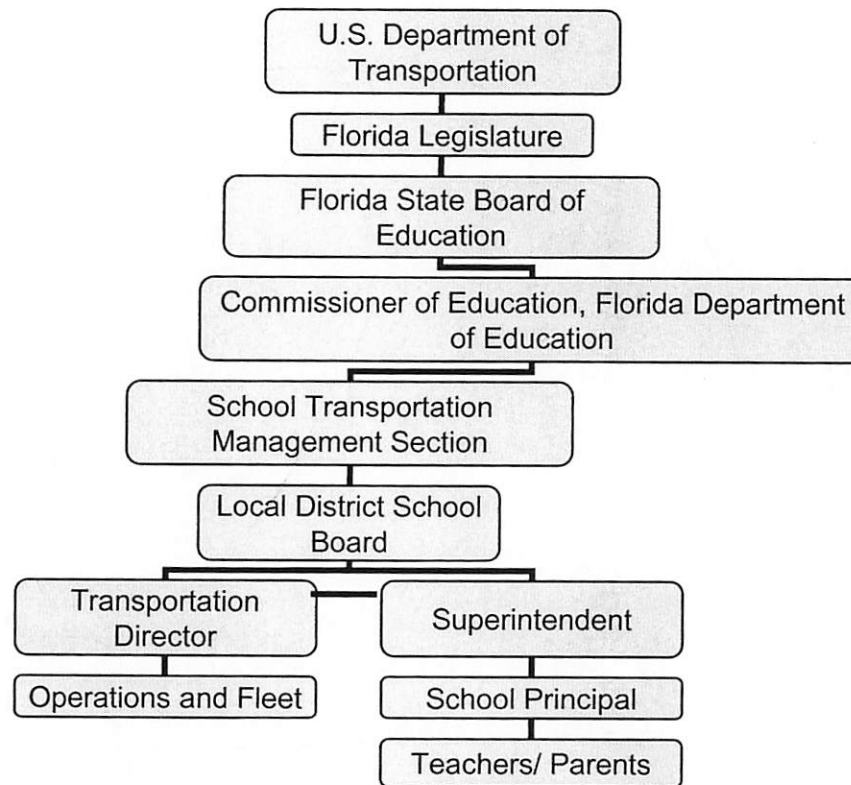 U.S. Department of
Transportation
Florida Legislature
Florida State Board of
Education
Commissioner of Education, Florida Department
of Education
School Transportation
Management Section
Local District School
Board
Transportation
Director
Superintendent
Operations and Fleet
School Principal
Teachers/ Parents